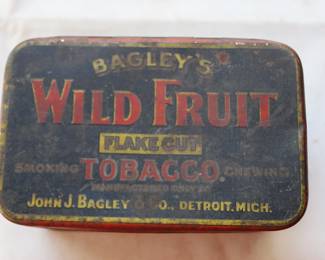 BAGLEY'S
WILD FRUIT
FLAKE CUT
SMOKING TOBACCO. CHEWING
MANUFACTURED ONLY BY
JOHN J. BAGLEY & CO., DETROIT. MICH.